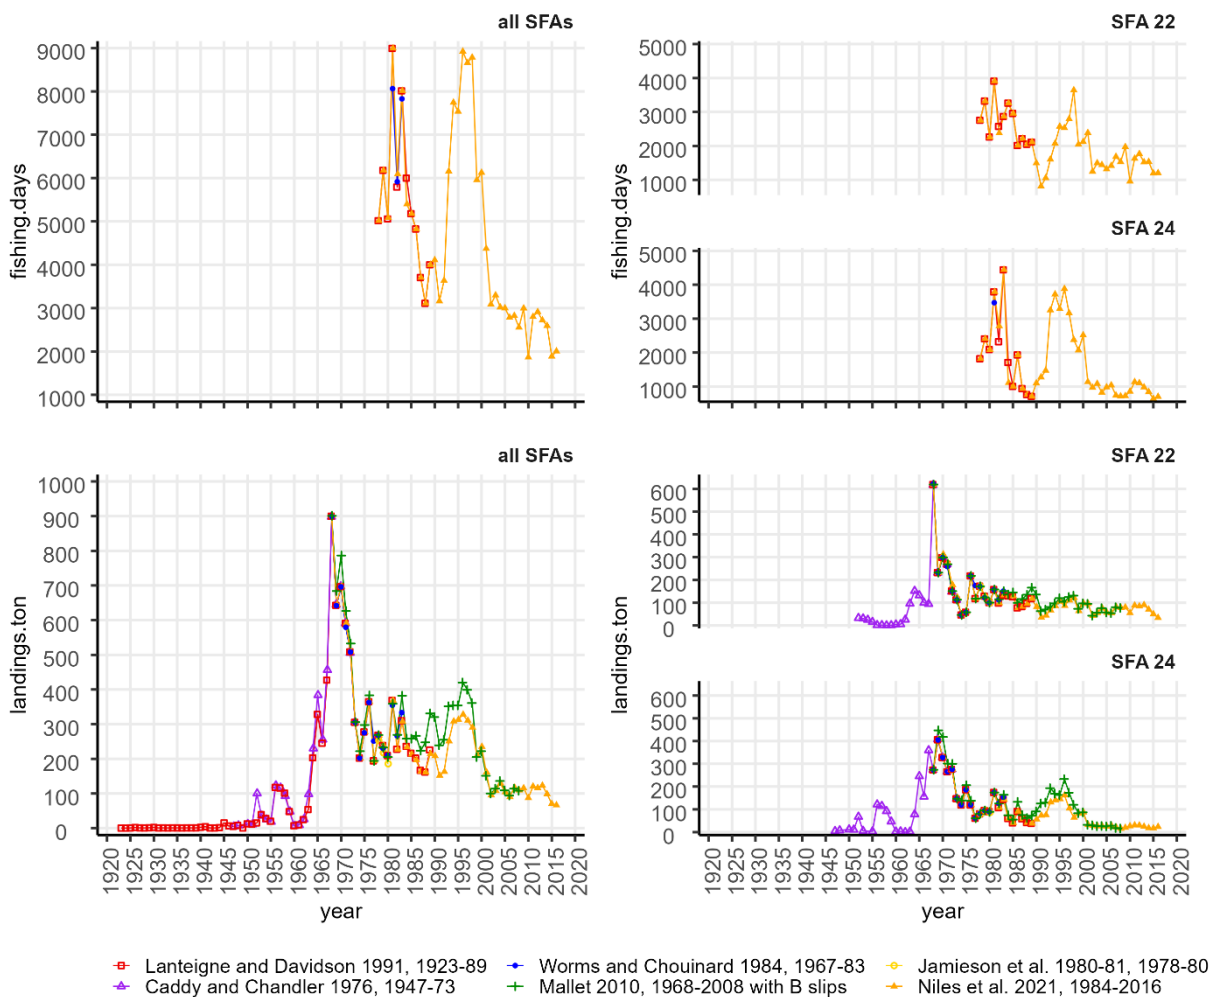 all SFAs
SFA 22
9000
8000
7000
6000
5000
4000
3000
2000
1000
fishing.days
5000
4000
3000
2000
1000
SFA 24
5000
4000
3000
2000
1000
fishing.days
all SFAs
SFA 22
1000
900
800
700
600
500
400
300
200
100
0
landings.ton
600
500
400
300
200
100
0
SFA 24
600
500
400
300
200
100
0
landings.ton
1920 1925 1930 1935 1940 1945 1950 1955 1960 1965 1970 1975 1980 1985 1990 1995 2000 2005 2010 2015 2020
1920 1925 1930 1935 1940 1945 1950 1955 1960 1965 1970 1975 1980 1985 1990 1995 2000 2005 2010 2015 2020
year
year
Lanteigne and Davidson 1991, 1923-89
Worms and Chouinard 1984, 1967-83
Jamieson et al. 1980-81, 1978-80
Caddy and Chandler 1976, 1947-73
Mallet 2010, 1968-2008 with B slips
Niles et al. 2021, 1984-2016